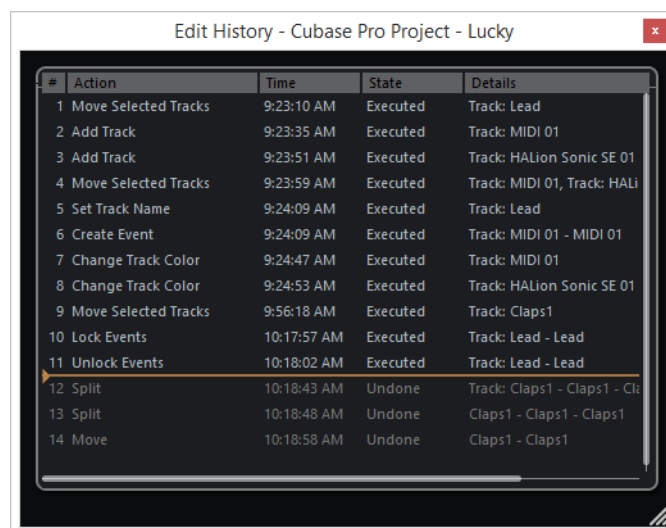 Edit History - Cubase Pro Project - Lucky
x
# Action Time State Details
1 Move Selected Tracks 9:23:10 AM Executed Track: Lead
2 Add Track 9:23:35 AM Executed Track: MIDI 01
3 Add Track 9:23:51 AM Executed Track: HALion Sonic SE 01
4 Move Selected Tracks 9:23:59 AM Executed Track: MIDI 01, Track: HALi
5 Set Track Name 9:24:09 AM Executed Track: Lead
6 Create Event 9:24:09 AM Executed Track: MIDI 01 - MIDI 01
7 Change Track Color 9:24:47 AM Executed Track: MIDI 01
8 Change Track Color 9:24:53 AM Executed Track: HALion Sonic SE 01
9 Move Selected Tracks 9:56:18 AM Executed Track: Claps1
10 Lock Events 10:17:57 AM Executed Track: Lead - Lead
11 Unlock Events 10:18:02 AM Executed Track: Lead - Lead
12 Split 10:18:43 AM Undone Track: Claps1 - Claps1 - Cla
13 Split 10:18:48 AM Undone Claps1 - Claps1 - Claps1
14 Move 10:18:58 AM Undone Claps1 - Claps1